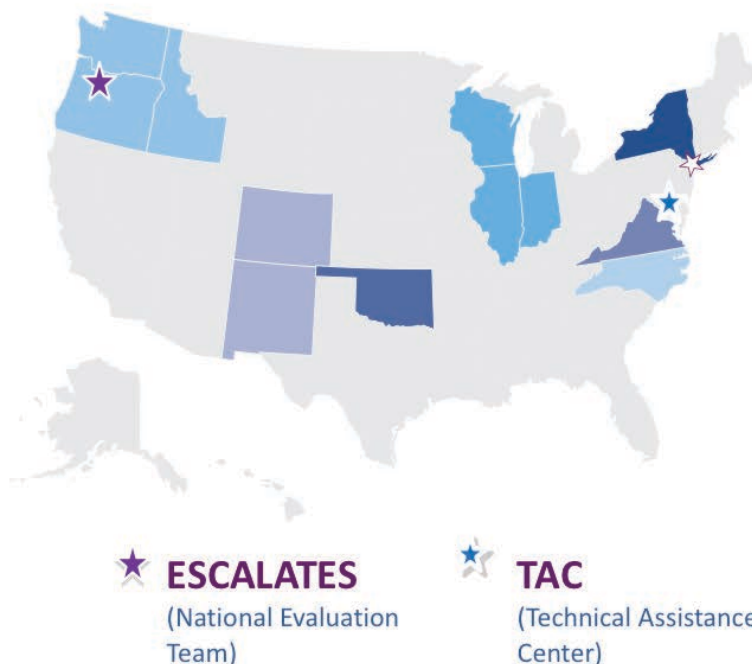 ESCALATES
(National Evaluation
Team)
TAC
(Technical Assistance
Center)